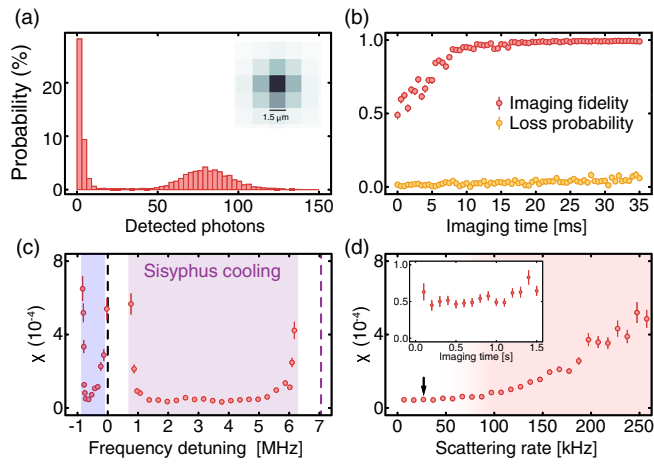 (a)
Probability (%)
20
10
0
0 50 100 150
Detected photons
1.5 μm
(b)
1.0
0.5
0.0
Imaging fidelity
Loss probability
0 5 10 15 20 25 30 35
Imaging time [ms]
(c)
χ (10⁻⁴)
8
4
0
Sisyphus cooling
-1 0 1 2 3 4 5 6 7
Frequency detuning [MHz]
(d)
χ (10⁻⁴)
8
4
0
1.0
0.5
0.0
0.0 0.5 1.0 1.5
Imaging time [s]
0 50 100 150 200 250
Scattering rate [kHz]